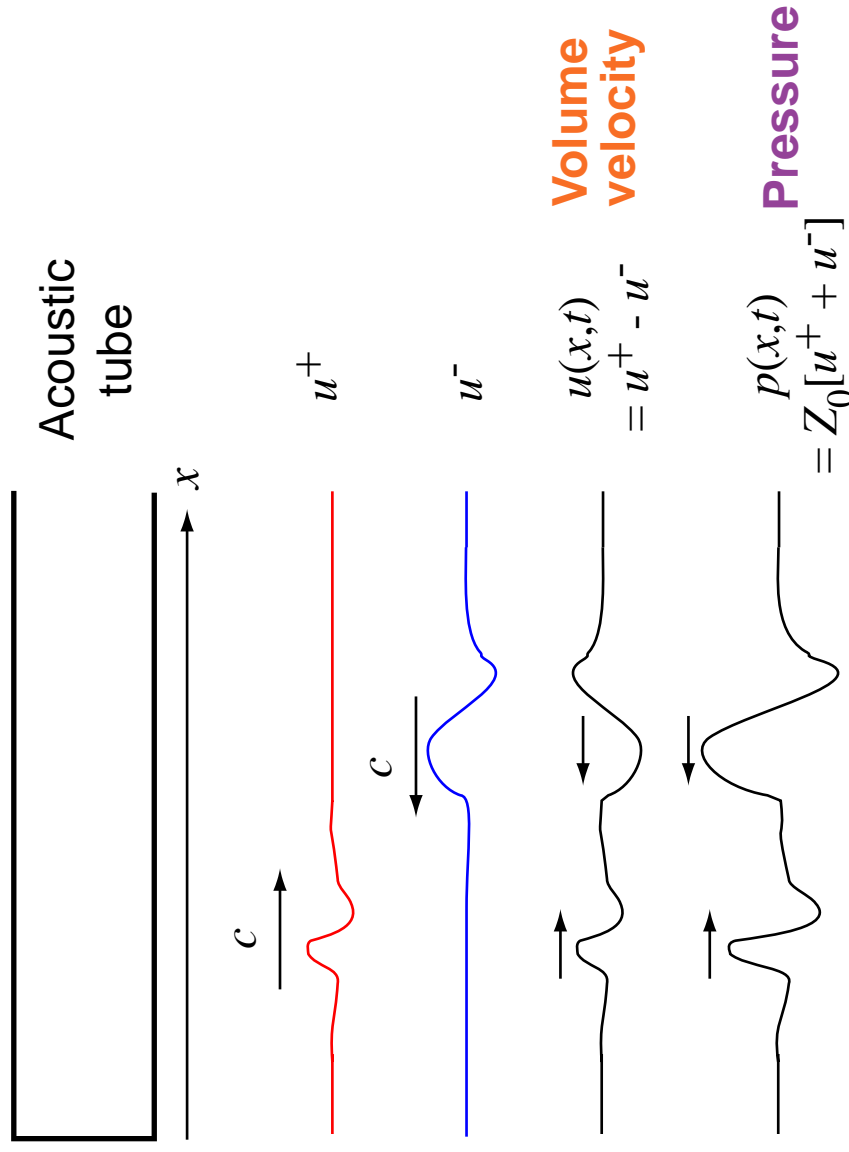 Acoustic
tube
x
c
u+
c
u-
u(x,t)
= u+ - u-
Volume
velocity
p(x,t)
= Z0[u+ + u-]
Pressure